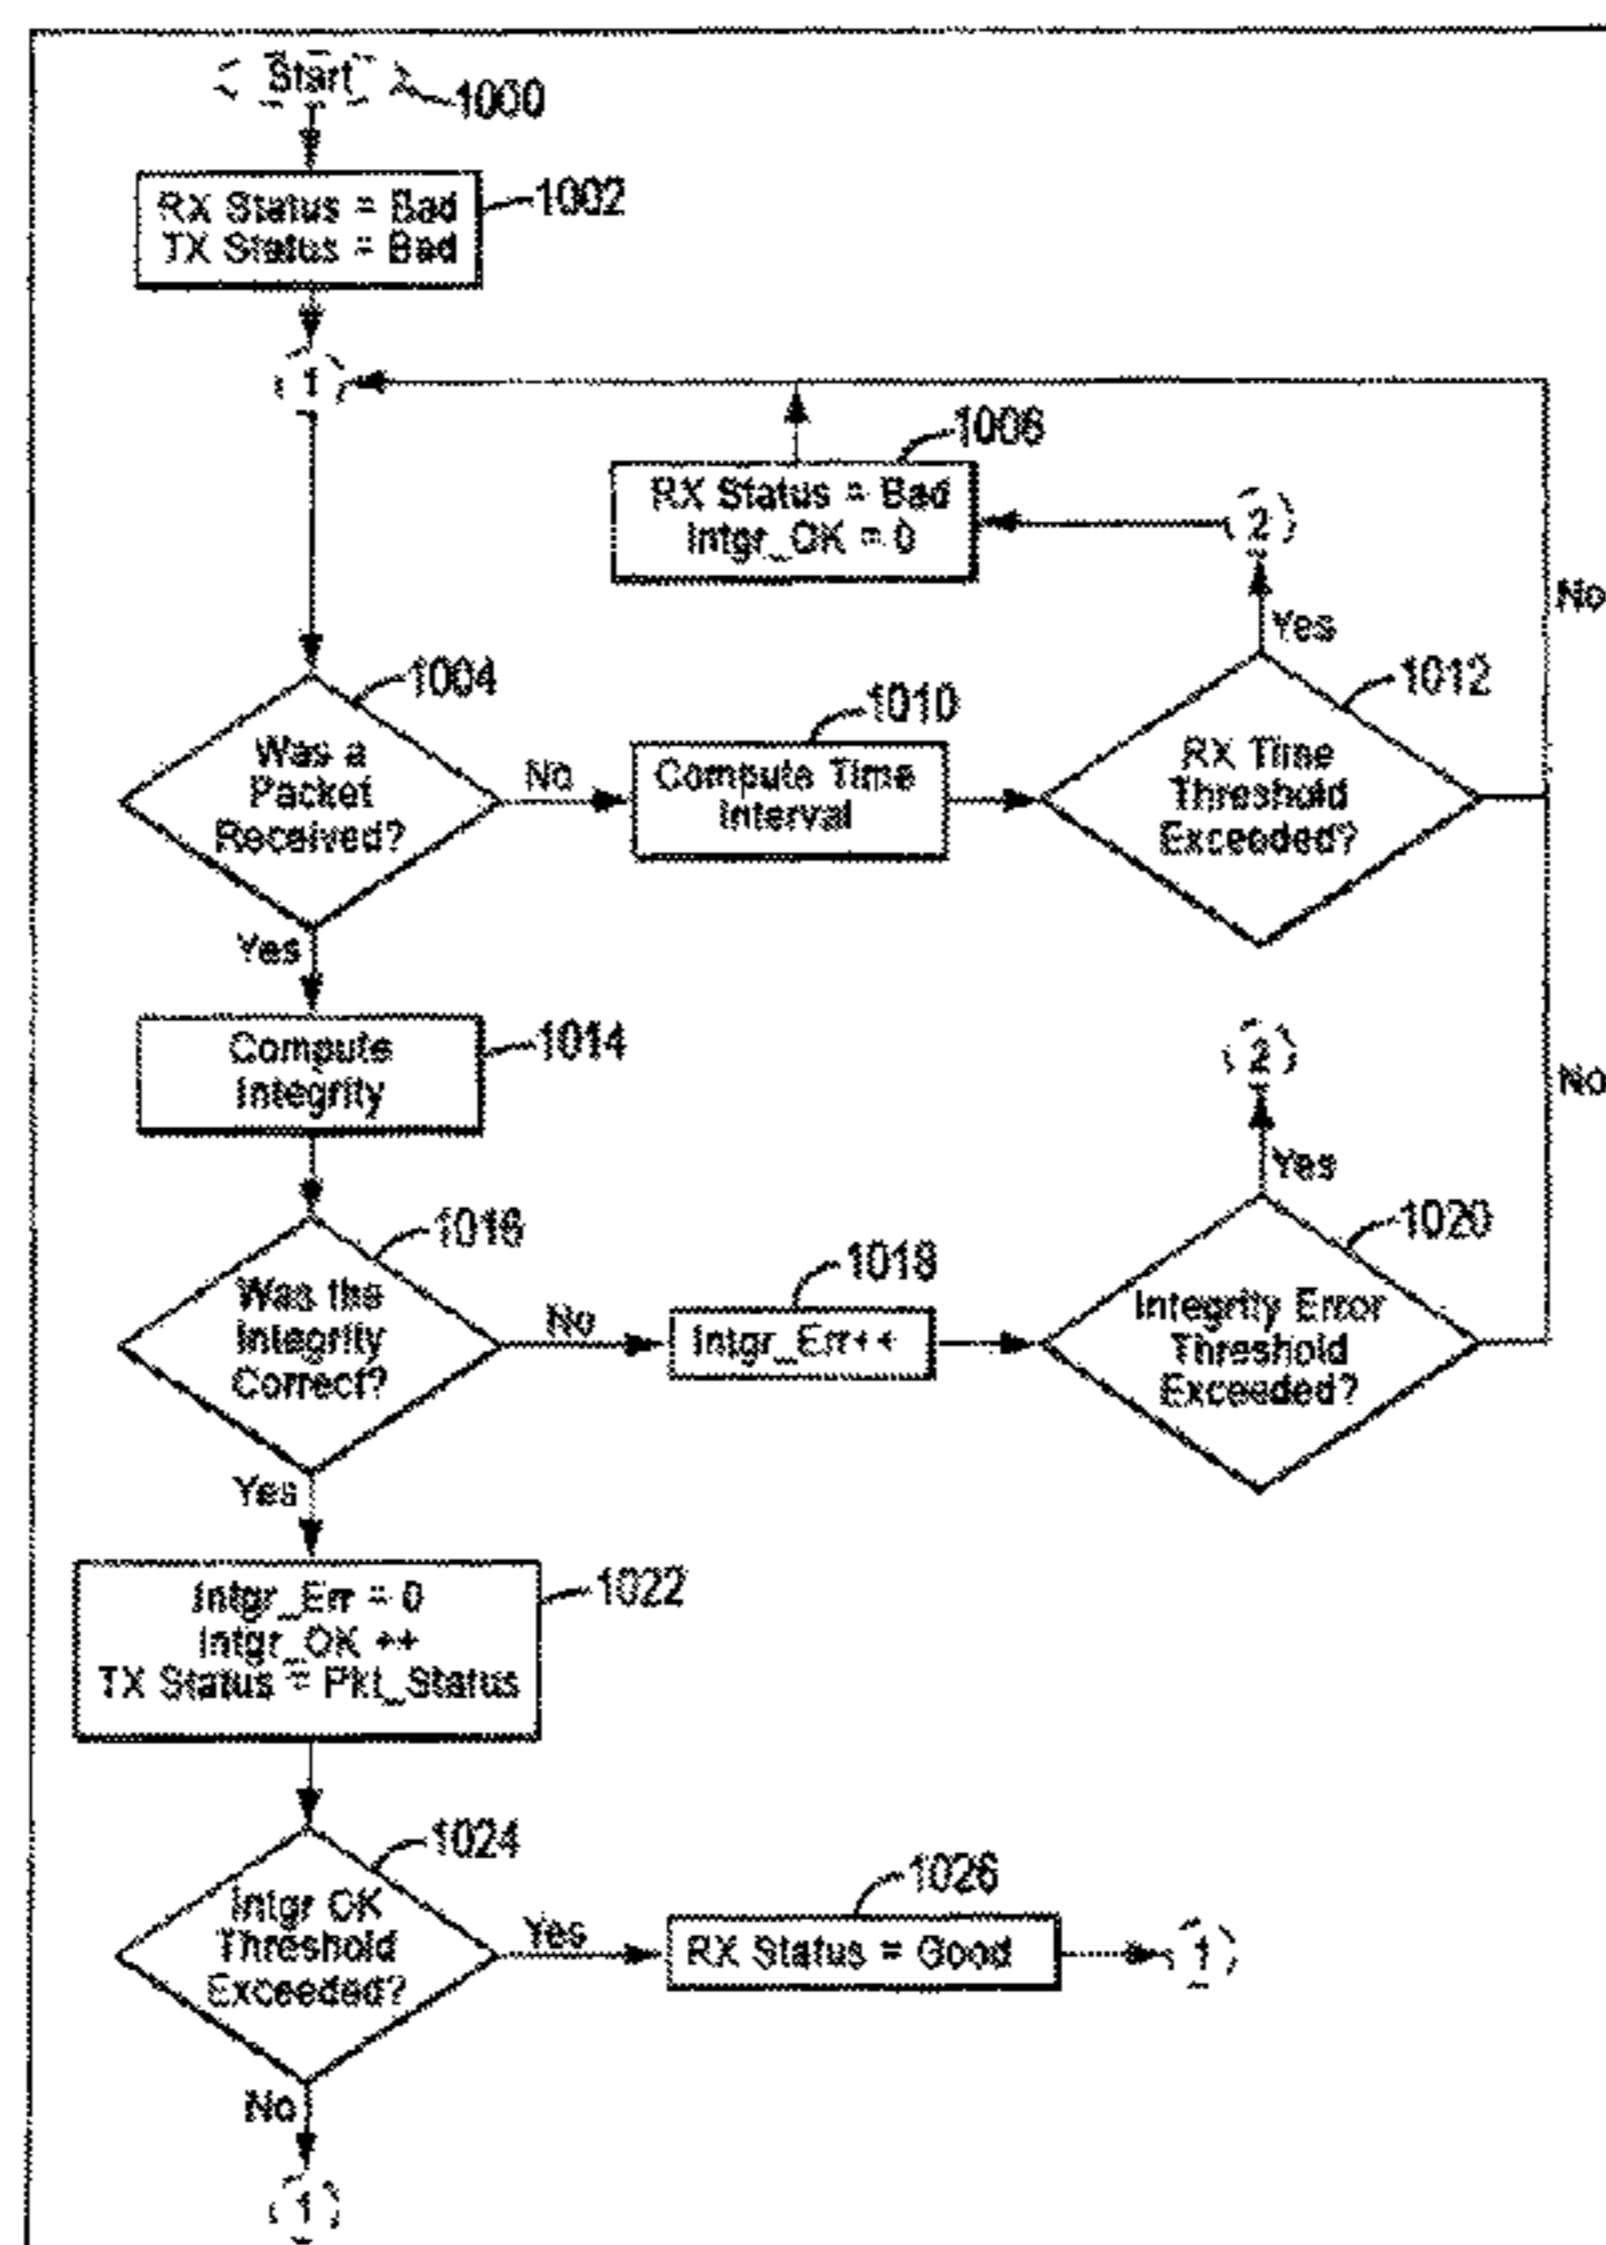 Start
1000
RX Status = Bad
TX Status = Bad
1002
1
1006
RX Status = Bad
Intgr_OK = 0
2
No
Yes
1004
Was a
Packet
Received?
No
1010
Compute Time
Interval
1012
RX Time
Threshold
Exceeded?
Yes
Compute
Integrity
1014
2
No
Yes
1016
Was the
Integrity
Correct?
No
1018
Intgr_Err++
1020
Integrity Error
Threshold
Exceeded?
Yes
Intgr_Err = 0
Intgr_OK ++
TX Status = Pkt_Status
1022
1024
Intgr OK
Threshold
Exceeded?
Yes
1026
RX Status = Good
1
No
1